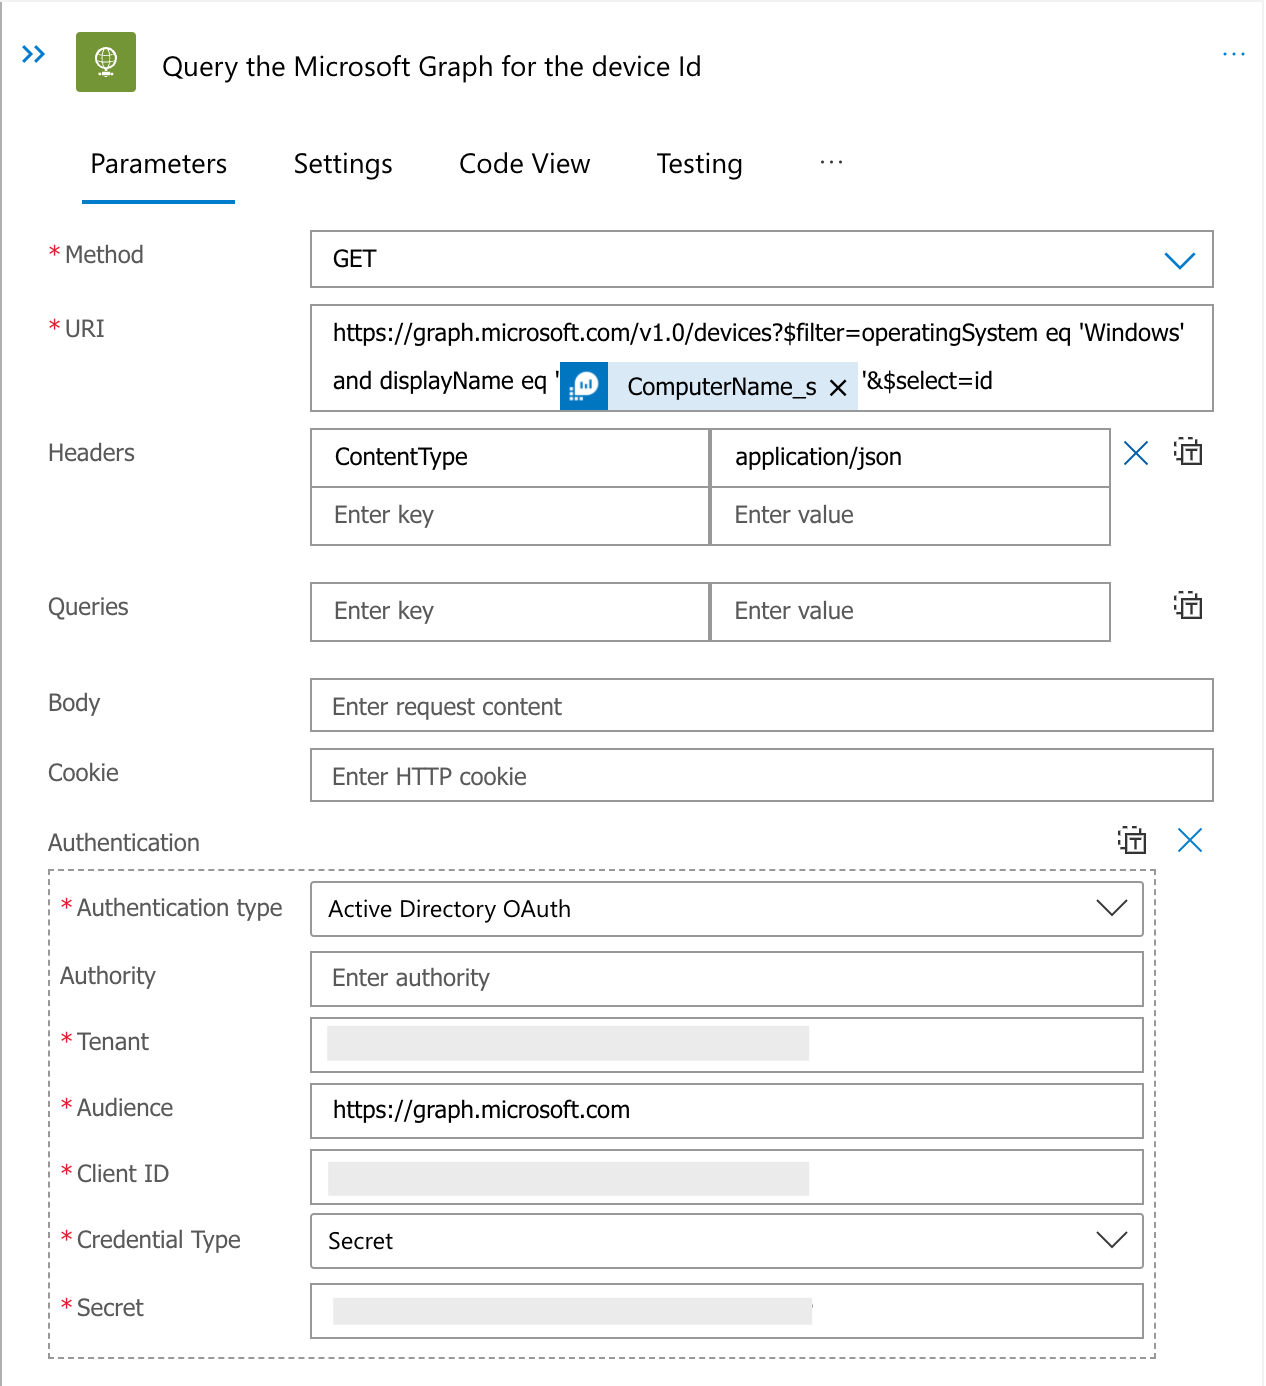 Query the Microsoft Graph for the device Id
Parameters Settings Code View Testing
* Method GET
* URI https://graph.microsoft.com/v1.0/devices?$filter=operatingSystem eq 'Windows'
and displayName eq ' ComputerName_s '&$select=id
Headers ContentType application/json
Enter key Enter value
Queries Enter key Enter value
Body Enter request content
Cookie Enter HTTP cookie
Authentication
* Authentication type Active Directory OAuth
Authority Enter authority
* Tenant
* Audience https://graph.microsoft.com
* Client ID
* Credential Type Secret
* Secret